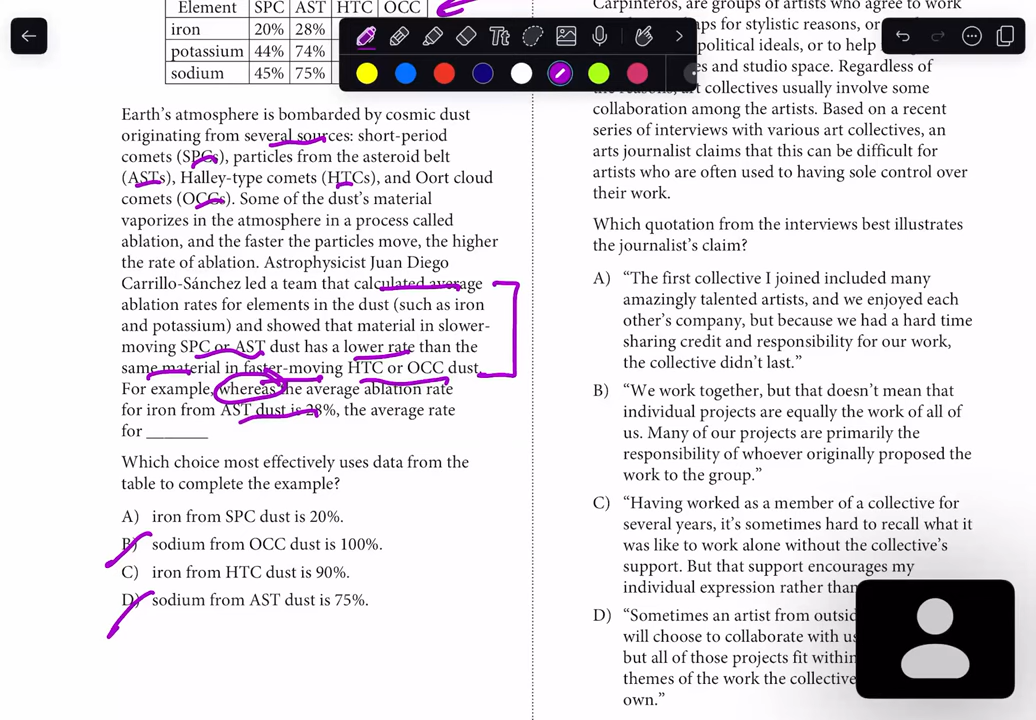 Element SPC AST HTC OCC
iron 20% 28%
potassium 44% 74%
sodium 45% 75%
Earth's atmosphere is bombarded by cosmic dust
originating from several sources: short-period
comets (SPCs), particles from the asteroid belt
(ASTs), Halley-type comets (HTCs), and Oort cloud
comets (OCCs). Some of the dust's material
vaporizes in the atmosphere in a process called
ablation, and the faster the particles move, the higher
the rate of ablation. Astrophysicist Juan Diego
Carrillo-Sánchez led a team that calculated average
ablation rates for elements in the dust (such as iron
and potassium) and showed that material in slower-
moving SPC or AST dust has a lower rate than the
same material in faster-moving HTC or OCC dust.
For example, whereas the average ablation rate
for iron from AST dust is 28%, the average rate
for ______
Which choice most effectively uses data from the
table to complete the example?
A) iron from SPC dust is 20%.
B) sodium from OCC dust is 100%.
C) iron from HTC dust is 90%.
D) sodium from AST dust is 75%.
Carpinteros, are groups of artists who agree to work
for stylistic reasons, or
political ideals, or to help
and studio space. Regardless of
art collectives usually involve some
collaboration among the artists. Based on a recent
series of interviews with various art collectives, an
arts journalist claims that this can be difficult for
artists who are often used to having sole control over
their work.
Which quotation from the interviews best illustrates
the journalist's claim?
A) "The first collective I joined included many
amazingly talented artists, and we enjoyed each
other's company, but because we had a hard time
sharing credit and responsibility for our work,
the collective didn't last."
B) "We work together, but that doesn't mean that
individual projects are equally the work of all of
us. Many of our projects are primarily the
responsibility of whoever originally proposed the
work to the group."
C) "Having worked as a member of a collective for
several years, it's sometimes hard to recall what it
was like to work alone without the collective's
support. But that support encourages my
individual expression rather than
D) "Sometimes an artist from outside
will choose to collaborate with us
but all of those projects fit within
themes of the work the collective
own."
Tt